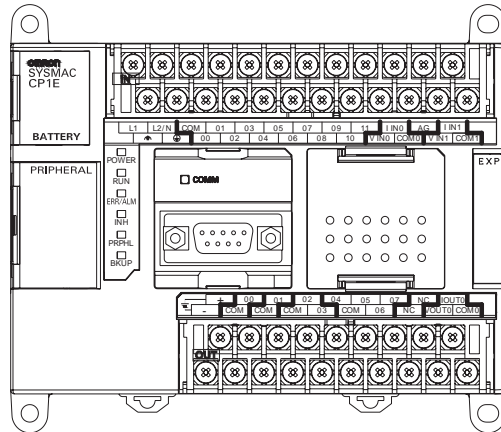 OMRON
SYSMAC
CP1E
IN
BATTERY
L1 L2/N COM 01 03 05 07 09 11 I IN0 AG I IN1
00 02 04 06 08 10 V IN0 COM0 V IN1 COM1
PRIPHERAL
EXP
POWER
RUN
ERR/ALM
INH
PRPHL
BKUP
COMM
+ 00 01 02 04 05 07 NC IOUT0
- COM COM COM 03 COM 06 NC VOUT0 COM0
OUT